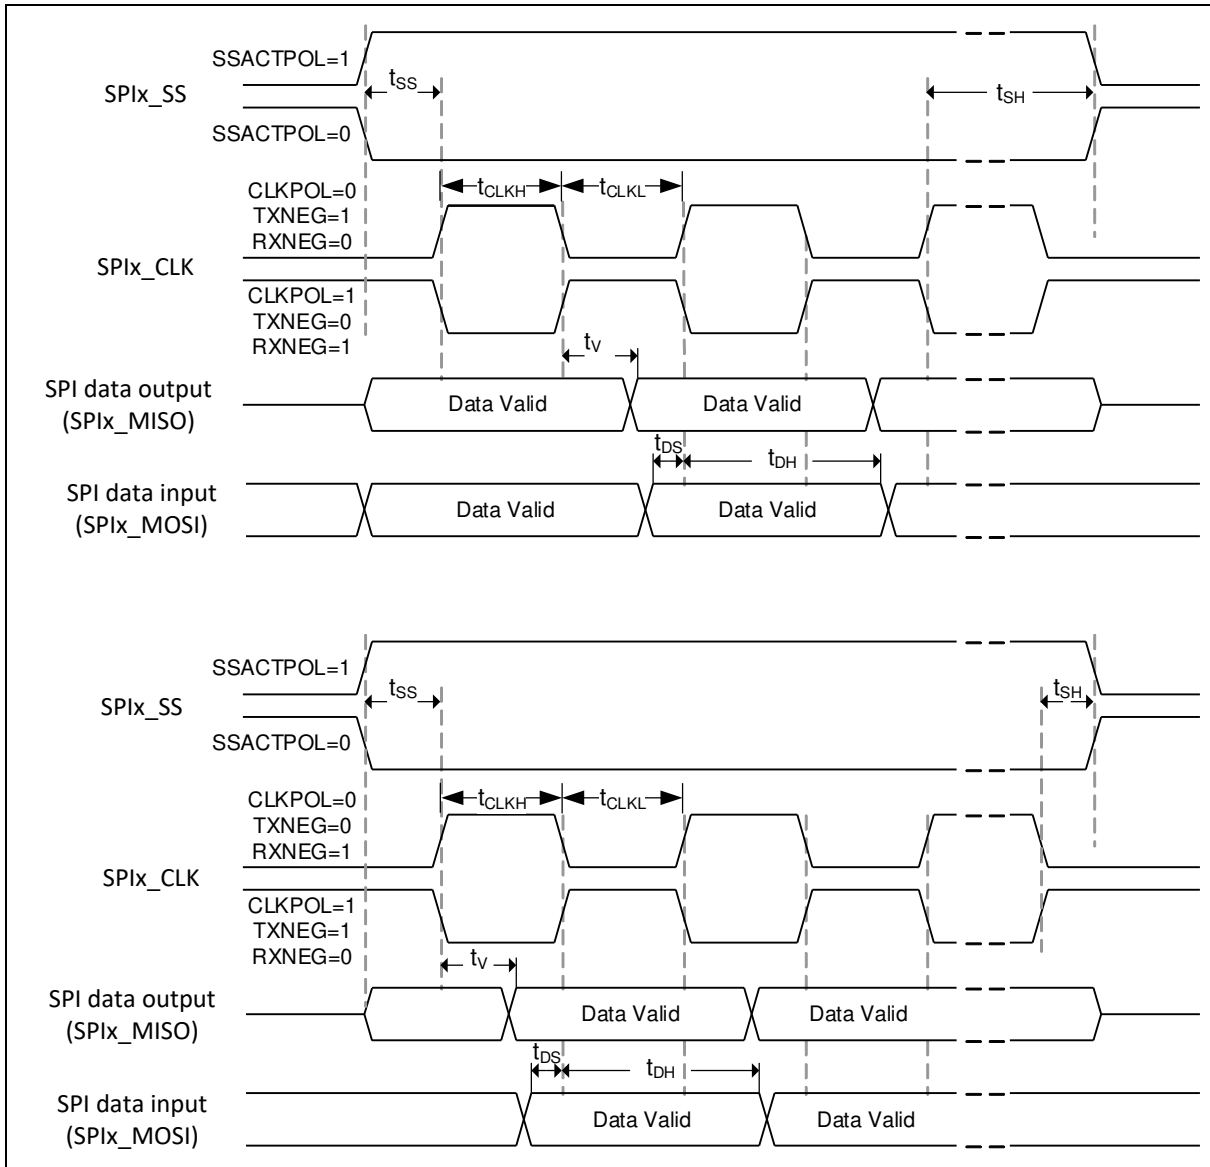 SSACTPOL=1
SPIx_SS
tSS
tSH
SSACTPOL=0
CLKPOL=0
TXNEG=1
RXNEG=0
tCLKH
tCLKL
SPIx_CLK
CLKPOL=1
TXNEG=0
RXNEG=1
tV
SPI data output
(SPIx_MISO)
Data Valid
Data Valid
tDS
tDH
SPI data input
(SPIx_MOSI)
Data Valid
Data Valid
SSACTPOL=1
SPIx_SS
tSS
tSH
SSACTPOL=0
CLKPOL=0
TXNEG=0
RXNEG=1
tCLKH
tCLKL
SPIx_CLK
CLKPOL=1
TXNEG=1
RXNEG=0
tV
SPI data output
(SPIx_MISO)
Data Valid
Data Valid
tDS
tDH
SPI data input
(SPIx_MOSI)
Data Valid
Data Valid